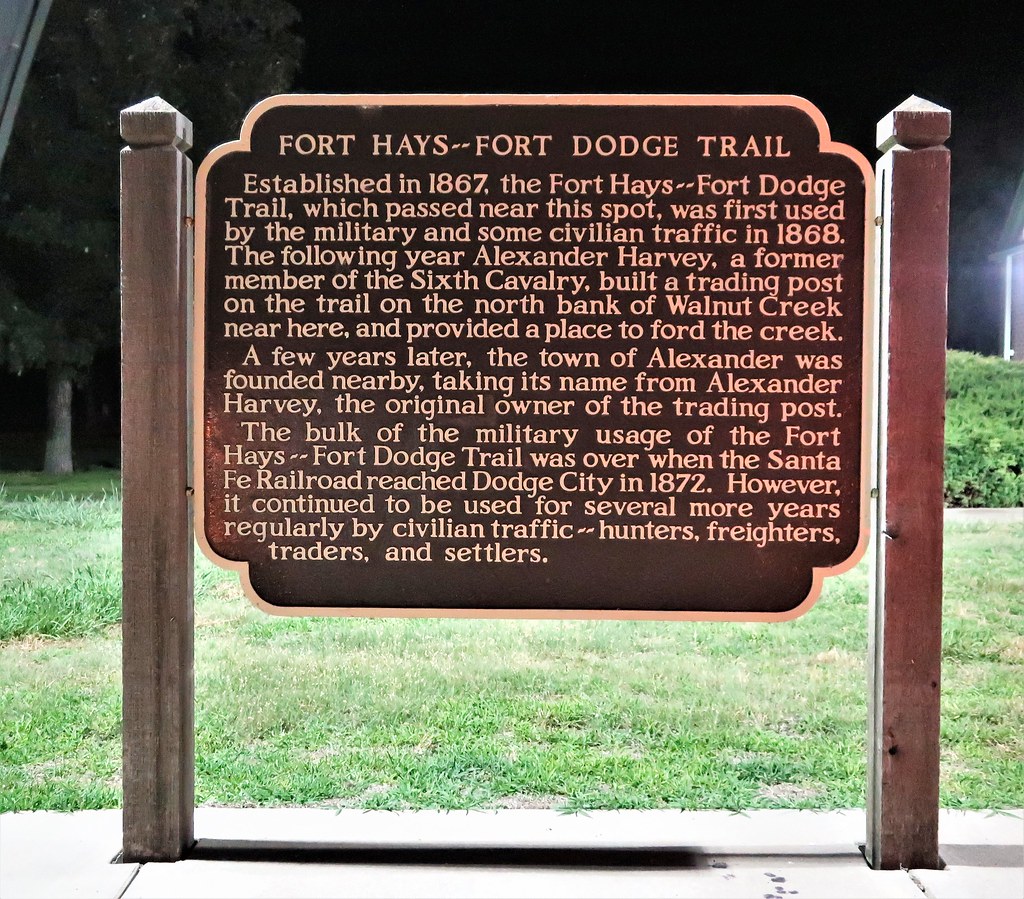 FORT HAYS--FORT DODGE TRAIL
Established in 1867, the Fort Hays--Fort Dodge
Trail, which passed near this spot, was first used
by the military and some civilian traffic in 1868.
The following year Alexander Harvey, a former
member of the Sixth Cavalry, built a trading post
on the trail on the north bank of Walnut Creek
near here, and provided a place to ford the creek.
A few years later, the town of Alexander was
founded nearby, taking its name from Alexander
Harvey, the original owner of the trading post.
The bulk of the military usage of the Fort
Hays--Fort Dodge Trail was over when the Santa
Fe Railroad reached Dodge City in 1872. However,
it continued to be used for several more years
regularly by civilian traffic--hunters, freighters,
traders, and settlers.